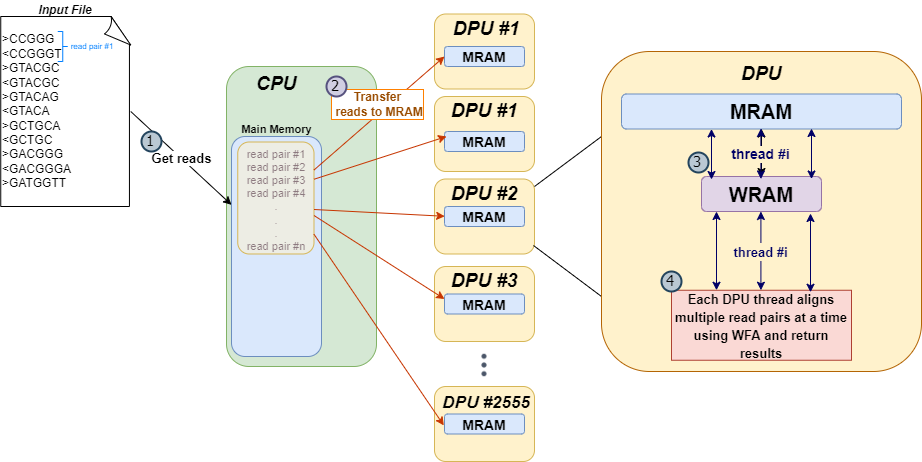 Input File
>CCGGG
<CCGGGT
read pair #1
>GTACGC
<GTACGC
>GTACAG
<GTACA
>GCTGCA
<GCTGC
>GACGGG
<GACGGGA
>GATGGTT
1
Get reads
CPU
2
Transfer
reads to MRAM
Main Memory
read pair #1
read pair #2
read pair #3
read pair #4
.
.
.
read pair #n
DPU #1
MRAM
DPU #1
MRAM
DPU #2
MRAM
DPU #3
MRAM
DPU #2555
MRAM
DPU
MRAM
3
thread #i
WRAM
thread #i
4
Each DPU thread aligns
multiple read pairs at a time
using WFA and return
results